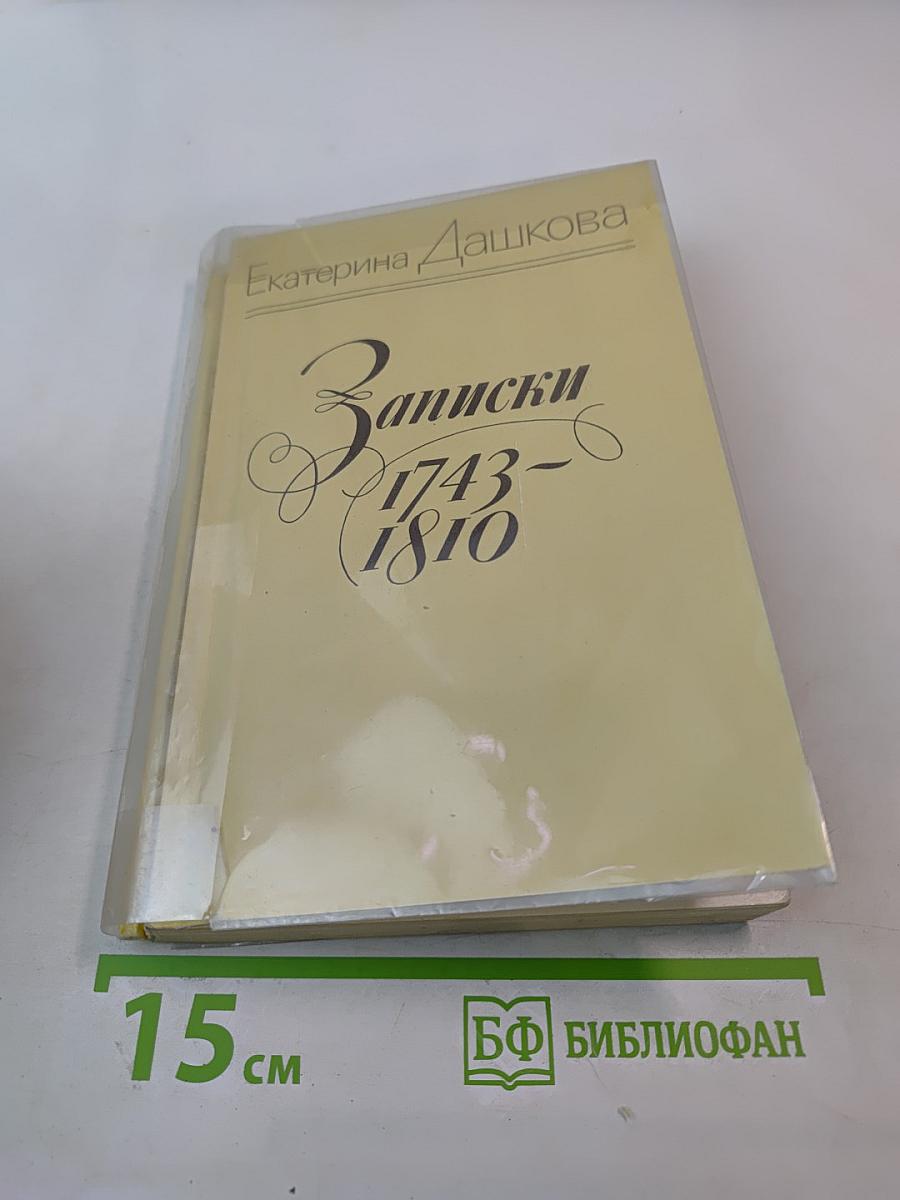 Екатерина Дашкова
Записки
1743–
1810
15 см
БФ БИБЛИОФАН